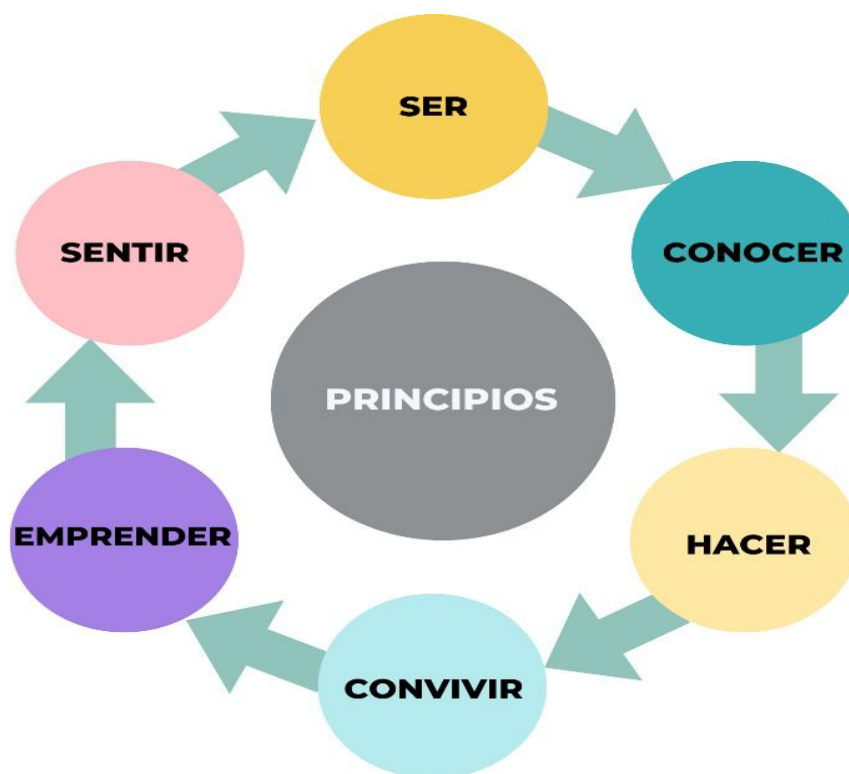 SER
CONOCER
HACER
CONVIVIR
EMPRENDER
SENTIR
PRINCIPIOS